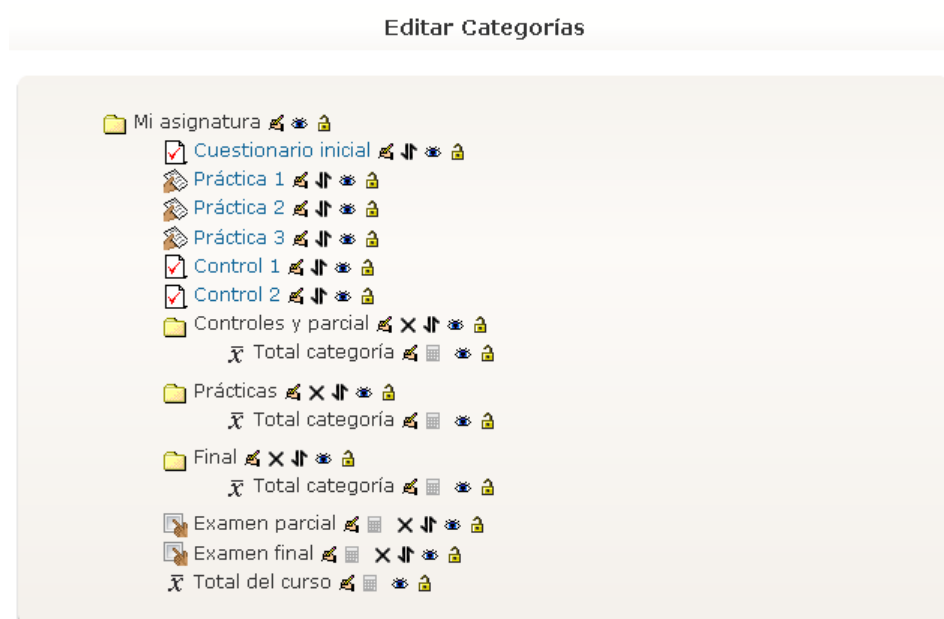 Editar Categorías
Mi asignatura
Cuestionario inicial
Práctica 1
Práctica 2
Práctica 3
Control 1
Control 2
Controles y parcial
x̅ Total categoría
Prácticas
x̅ Total categoría
Final
x̅ Total categoría
Examen parcial
Examen final
x̅ Total del curso